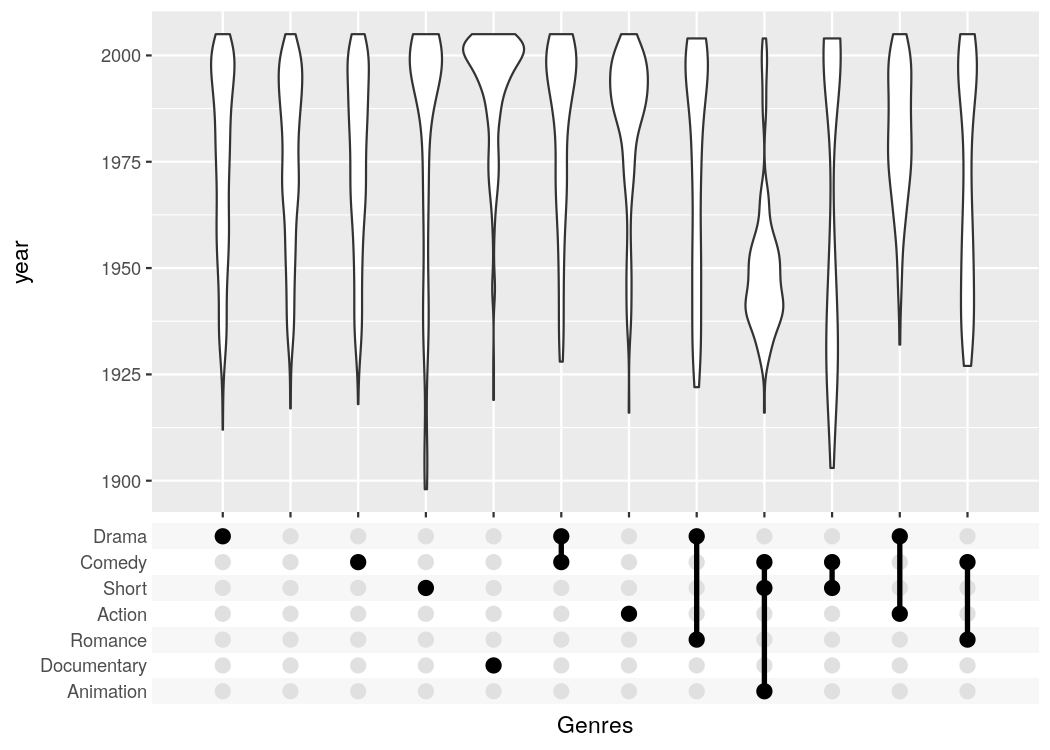 2000
1975
year
1950
1925
1900
Drama
Comedy
Short
Action
Romance
Documentary
Animation
Genres